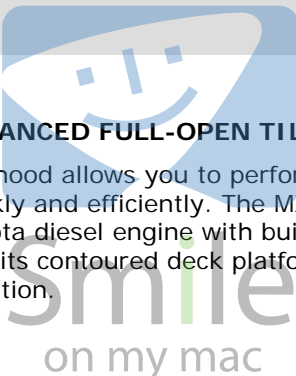 ANCED FULL-OPEN TIL
hood allows you to perfor
kly and efficiently. The M
ota diesel engine with buil
its contoured deck platfo
tion.
Smile
on my mac